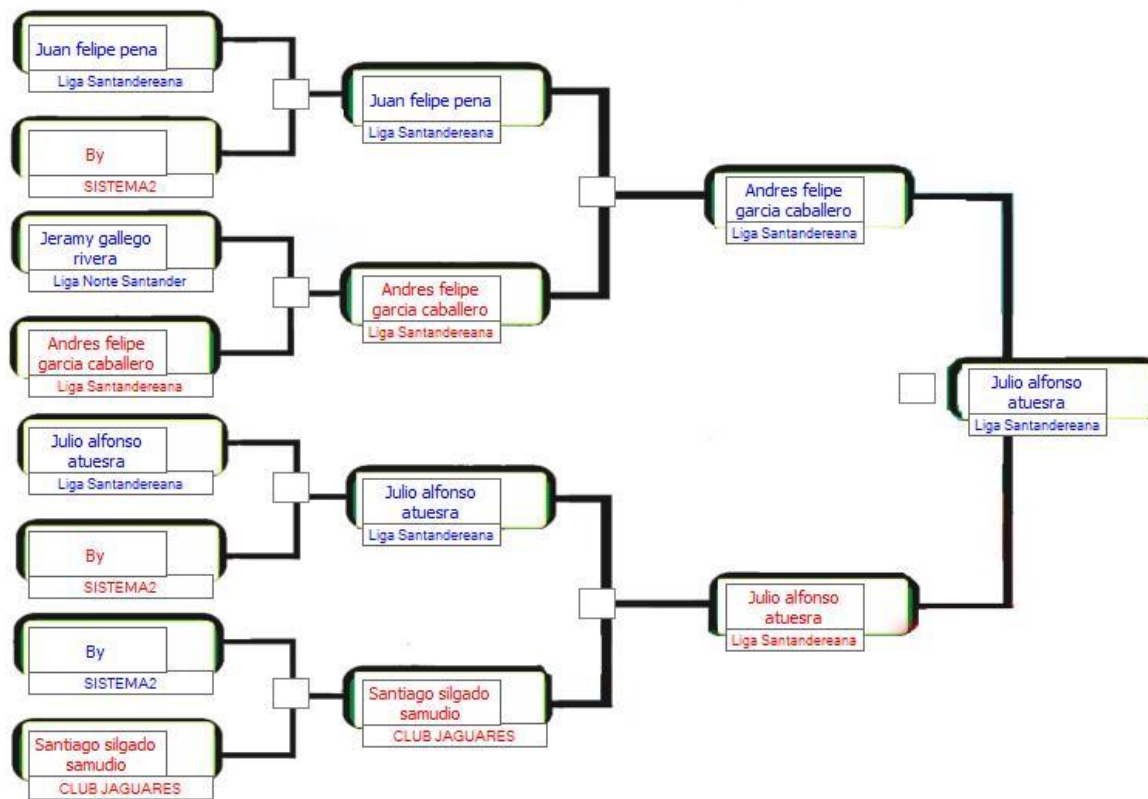 Juan felipe pena
Liga Santandereana
By
SISTEMA2
Jeramy gallego
rivera
Liga Norte Santander
Andres felipe
garcia caballero
Liga Santandereana
Julio alfonso
atuesra
Liga Santandereana
By
SISTEMA2
By
SISTEMA2
Santiago silgado
samudio
CLUB JAGUARES
Juan felipe pena
Liga Santandereana
Andres felipe
garcia caballero
Liga Santandereana
Julio alfonso
atuesra
Liga Santandereana
Santiago silgado
samudio
CLUB JAGUARES
Andres felipe
garcia caballero
Liga Santandereana
Julio alfonso
atuesra
Liga Santandereana
Julio alfonso
atuesra
Liga Santandereana